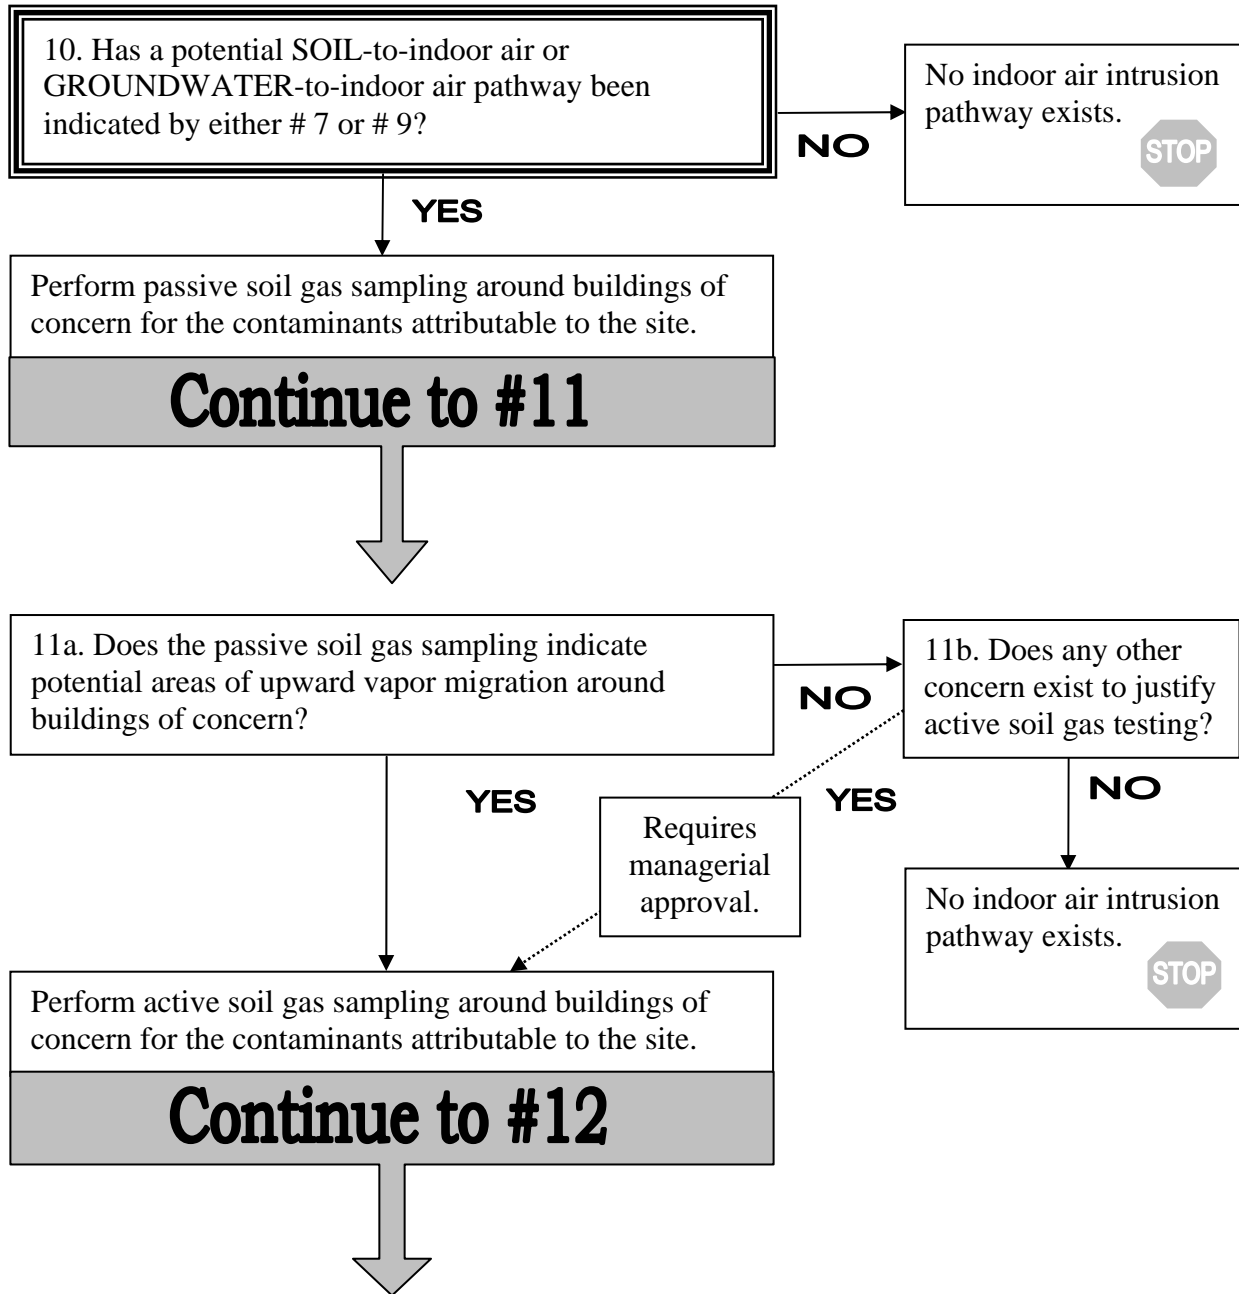 10. Has a potential SOIL-to-indoor air or
GROUNDWATER-to-indoor air pathway been
indicated by either # 7 or # 9?
NO
No indoor air intrusion
pathway exists.
STOP
YES
Perform passive soil gas sampling around buildings of
concern for the contaminants attributable to the site.
Continue to #11
11a. Does the passive soil gas sampling indicate
potential areas of upward vapor migration around
buildings of concern?
NO
11b. Does any other
concern exist to justify
active soil gas testing?
YES
Requires
managerial
approval.
YES
NO
No indoor air intrusion
pathway exists.
STOP
Perform active soil gas sampling around buildings of
concern for the contaminants attributable to the site.
Continue to #12